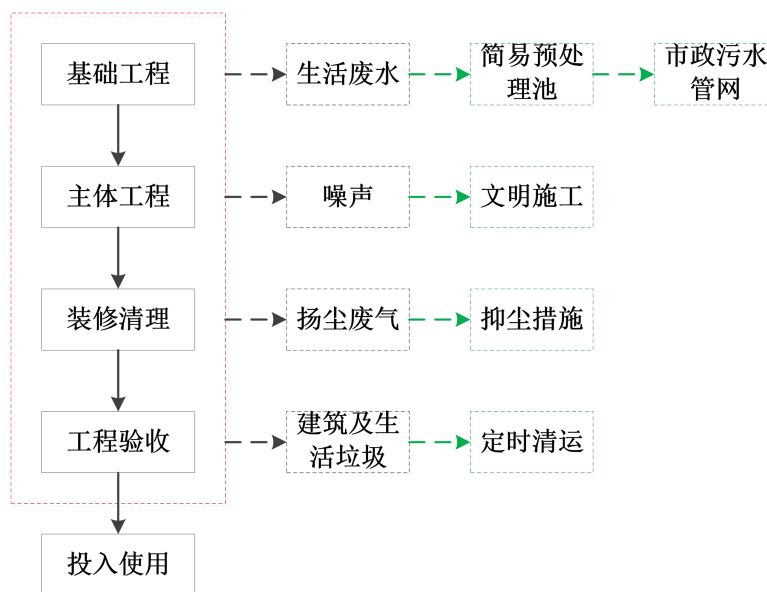 基础工程
生活废水
简易预处
理池
市政污水
管网
主体工程
噪声
文明施工
装修清理
扬尘废气
抑尘措施
工程验收
建筑及生
活垃圾
定时清运
投入使用